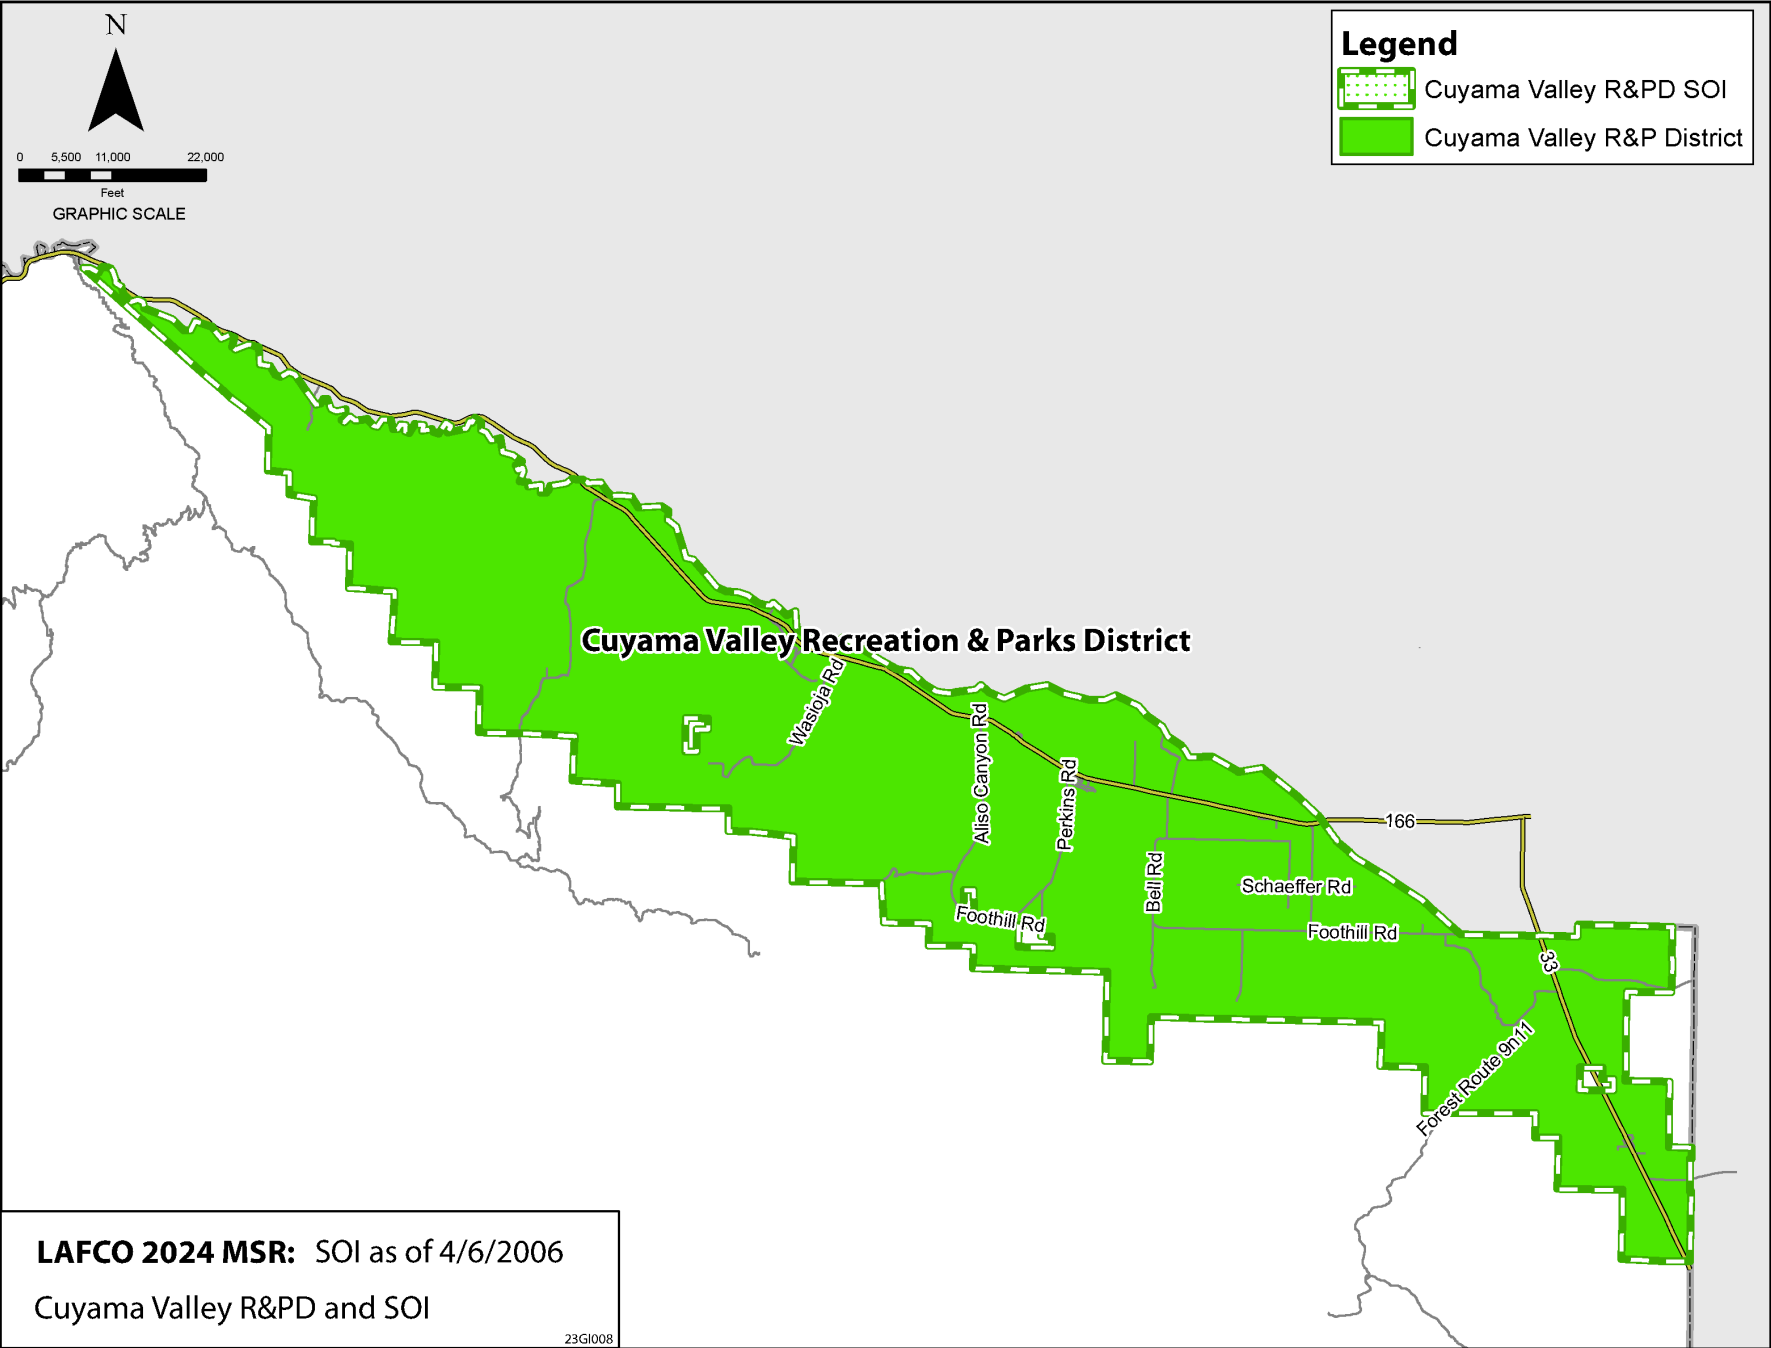 N
0 5,500 11,000 22,000
Feet
GRAPHIC SCALE
Legend
Cuyama Valley R&PD SOI
Cuyama Valley R&P District
Cuyama Valley Recreation & Parks District
Wasioja Rd
Aliso Canyon Rd
Perkins Rd
166
Bell Rd
Schaeffer Rd
Foothill Rd
Foothill Rd
33
Forest Route 9n11
LAFCO 2024 MSR: SOI as of 4/6/2006
Cuyama Valley R&PD and SOI
23GI008